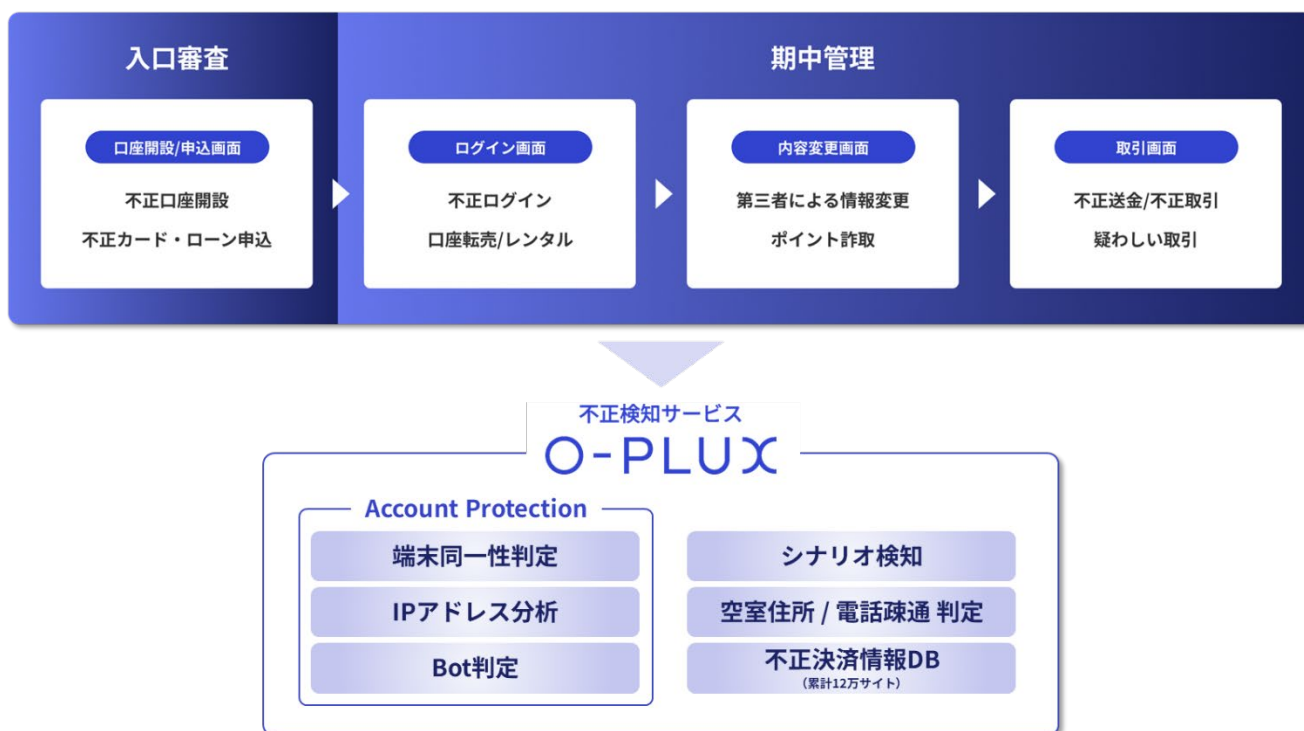 入口審査
口座開設/申込画面
不正口座開設
不正カード・ローン申込
期中管理
ログイン画面
不正ログイン
口座転売/レンタル
内容変更画面
第三者による情報変更
ポイント詐取
取引画面
不正送金/不正取引
疑わしい取引
不正検知サービス
O-PLUX
Account Protection
端末同一性判定
IPアドレス分析
Bot判定
シナリオ検知
空室住所 / 電話疎通 判定
不正決済情報DB
(累計12万サイト)